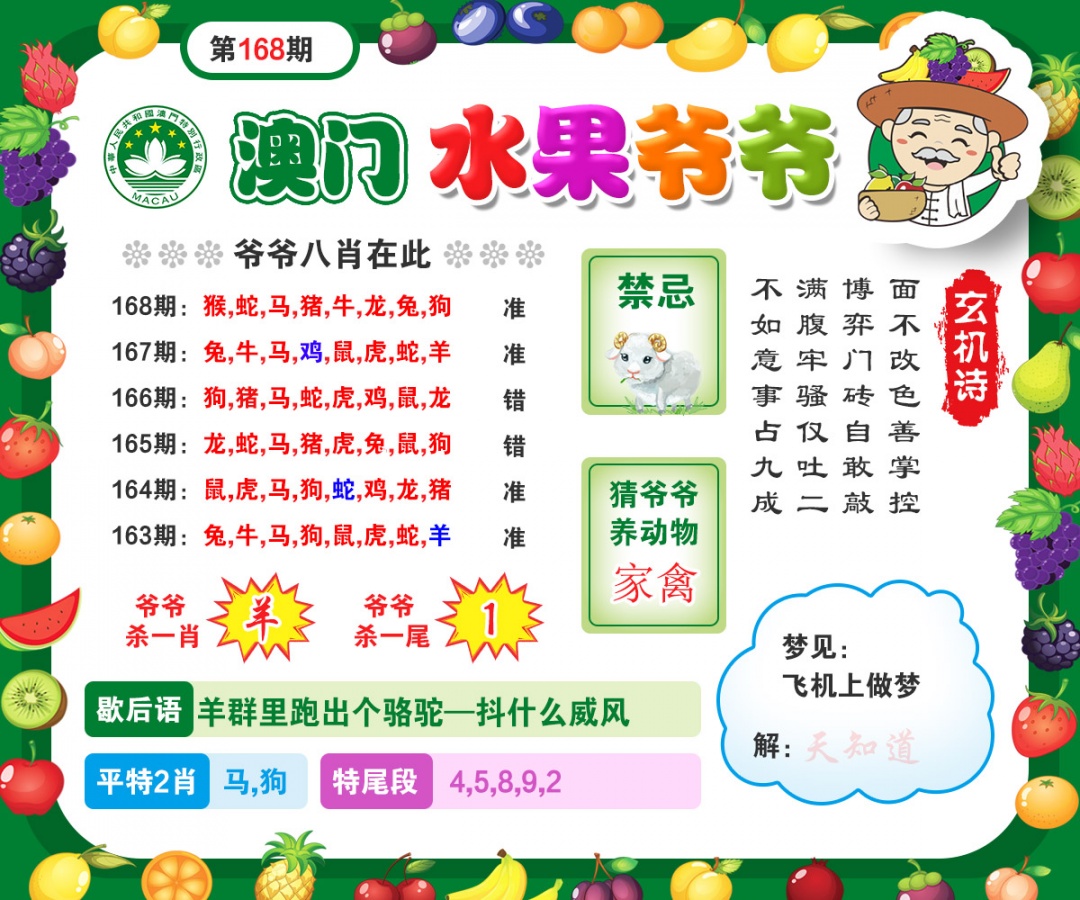 第168期
中華人民共和國澳門特別行政區
MACAU
澳门 水果爷爷
爷爷八肖在此
168期：猴,蛇,马,猪,牛,龙,兔,狗 准
167期：兔,牛,马,鸡,鼠,虎,蛇,羊 准
166期：狗,猪,马,蛇,虎,鸡,鼠,龙 错
165期：龙,蛇,马,猪,虎,兔,鼠,狗 错
164期：鼠,虎,马,狗,蛇,鸡,龙,猪 准
163期：兔,牛,马,狗,鼠,虎,蛇,羊 准
爷爷
杀一肖
羊
爷爷
杀一尾
1
禁忌
猜爷爷
养动物
家禽
玄机诗
面不改色善掌控
博弈门砖自敢敲
满腹牢骚仅吐二
不如意事占九成
歇后语 羊群里跑出个骆驼—抖什么威风
平特2肖 马,狗
特尾段 4,5,8,9,2
梦见：
飞机上做梦
解：天知道